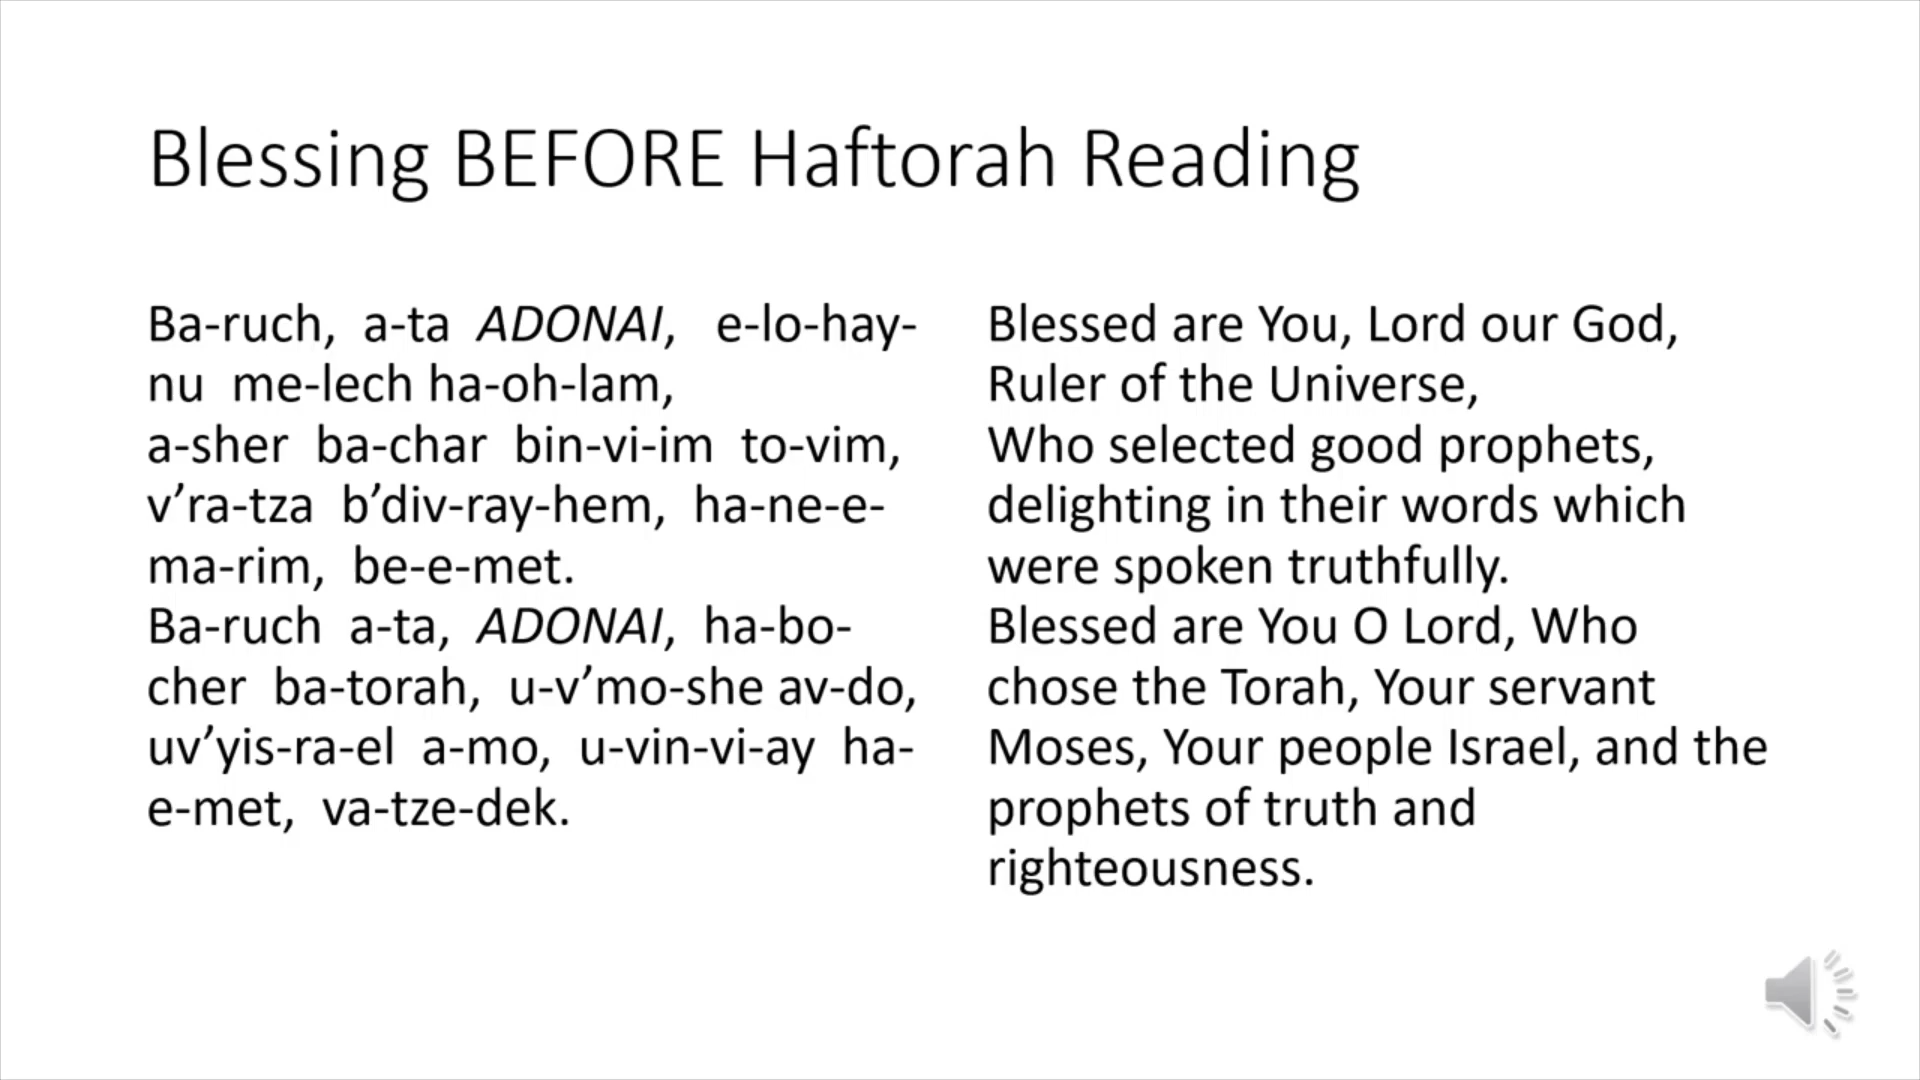 Blessing BEFORE Haftorah Reading
Ba-ruch, a-ta ADONAI, e-lo-hay-
nu me-lech ha-oh-lam,
a-sher ba-char bin-vi-im to-vim,
v’ra-tza b’div-ray-hem, ha-ne-e-
ma-rim, be-e-met.
Ba-ruch a-ta, ADONAI, ha-bo-
cher ba-torah, u-v’mo-she av-do,
uv’yis-ra-el a-mo, u-vin-vi-ay ha-
e-met, va-tze-dek.
Blessed are You, Lord our God,
Ruler of the Universe,
Who selected good prophets,
delighting in their words which
were spoken truthfully.
Blessed are You O Lord, Who
chose the Torah, Your servant
Moses, Your people Israel, and the
prophets of truth and
righteousness.